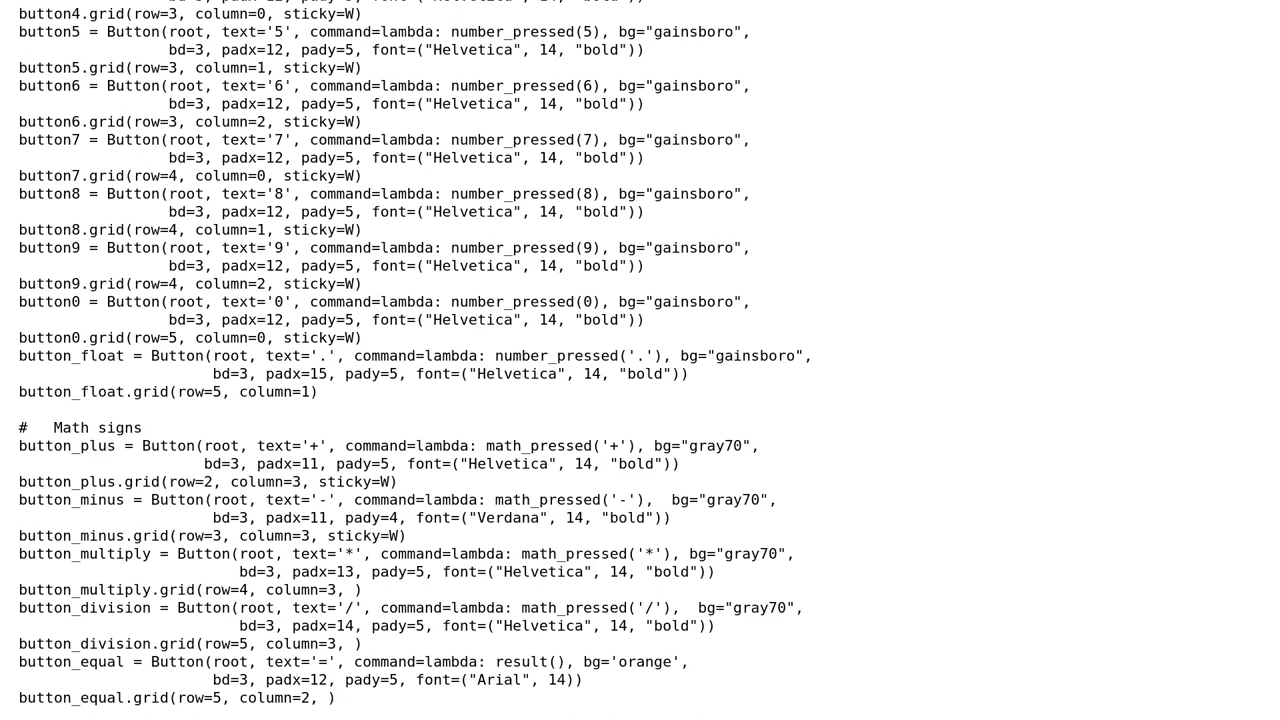 button4.grid(row=3, column=0, sticky=W)
button5 = Button(root, text='5', command=lambda: number_pressed(5), bg="gainsboro",
                 bd=3, padx=12, pady=5, font=("Helvetica", 14, "bold"))
button5.grid(row=3, column=1, sticky=W)
button6 = Button(root, text='6', command=lambda: number_pressed(6), bg="gainsboro",
                 bd=3, padx=12, pady=5, font=("Helvetica", 14, "bold"))
button6.grid(row=3, column=2, sticky=W)
button7 = Button(root, text='7', command=lambda: number_pressed(7), bg="gainsboro",
                 bd=3, padx=12, pady=5, font=("Helvetica", 14, "bold"))
button7.grid(row=4, column=0, sticky=W)
button8 = Button(root, text='8', command=lambda: number_pressed(8), bg="gainsboro",
                 bd=3, padx=12, pady=5, font=("Helvetica", 14, "bold"))
button8.grid(row=4, column=1, sticky=W)
button9 = Button(root, text='9', command=lambda: number_pressed(9), bg="gainsboro",
                 bd=3, padx=12, pady=5, font=("Helvetica", 14, "bold"))
button9.grid(row=4, column=2, sticky=W)
button0 = Button(root, text='0', command=lambda: number_pressed(0), bg="gainsboro",
                 bd=3, padx=12, pady=5, font=("Helvetica", 14, "bold"))
button0.grid(row=5, column=0, sticky=W)
button_float = Button(root, text='.', command=lambda: number_pressed('.'), bg="gainsboro",
                      bd=3, padx=15, pady=5, font=("Helvetica", 14, "bold"))
button_float.grid(row=5, column=1)

#   Math signs
button_plus = Button(root, text='+', command=lambda: math_pressed('+'), bg="gray70",
                     bd=3, padx=11, pady=5, font=("Helvetica", 14, "bold"))
button_plus.grid(row=2, column=3, sticky=W)
button_minus = Button(root, text='-', command=lambda: math_pressed('-'),  bg="gray70",
                      bd=3, padx=11, pady=4, font=("Verdana", 14, "bold"))
button_minus.grid(row=3, column=3, sticky=W)
button_multiply = Button(root, text='*', command=lambda: math_pressed('*'), bg="gray70",
                         bd=3, padx=13, pady=5, font=("Helvetica", 14, "bold"))
button_multiply.grid(row=4, column=3, )
button_division = Button(root, text='/', command=lambda: math_pressed('/'),  bg="gray70",
                         bd=3, padx=14, pady=5, font=("Helvetica", 14, "bold"))
button_division.grid(row=5, column=3, )
button_equal = Button(root, text='=', command=lambda: result(), bg='orange',
                      bd=3, padx=12, pady=5, font=("Arial", 14))
button_equal.grid(row=5, column=2, )